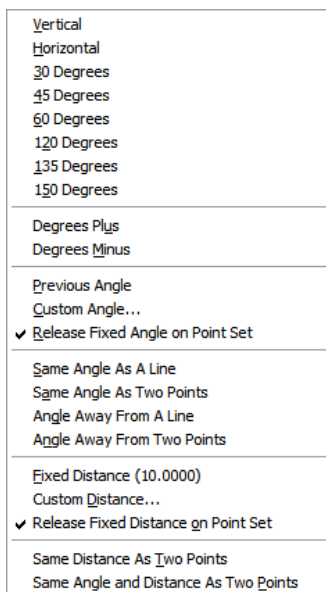 Vertical
Horizontal
30 Degrees
45 Degrees
60 Degrees
120 Degrees
135 Degrees
150 Degrees
Degrees Plus
Degrees Minus
Previous Angle
Custom Angle...
Release Fixed Angle on Point Set
Same Angle As A Line
Same Angle As Two Points
Angle Away From A Line
Angle Away From Two Points
Fixed Distance (10.0000)
Custom Distance...
Release Fixed Distance on Point Set
Same Distance As Two Points
Same Angle and Distance As Two Points